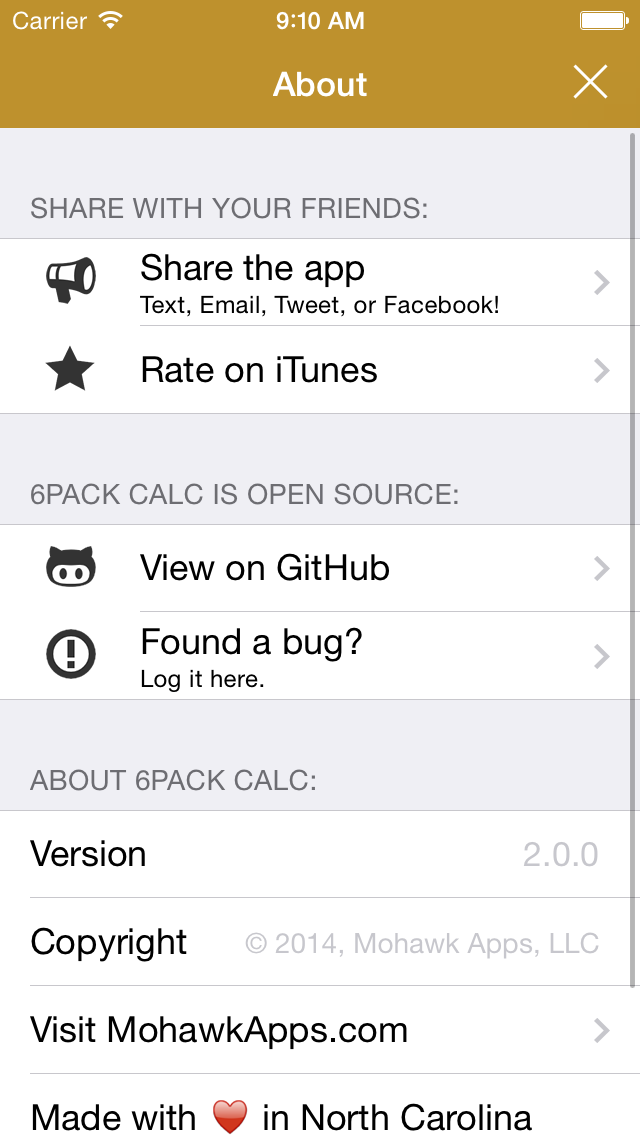 Carrier 9:10 AM
About
SHARE WITH YOUR FRIENDS:
Share the app
Text, Email, Tweet, or Facebook!
Rate on iTunes
6PACK CALC IS OPEN SOURCE:
View on GitHub
Found a bug?
Log it here.
ABOUT 6PACK CALC:
Version 2.0.0
Copyright © 2014, Mohawk Apps, LLC
Visit MohawkApps.com
Made with ❤️ in North Carolina